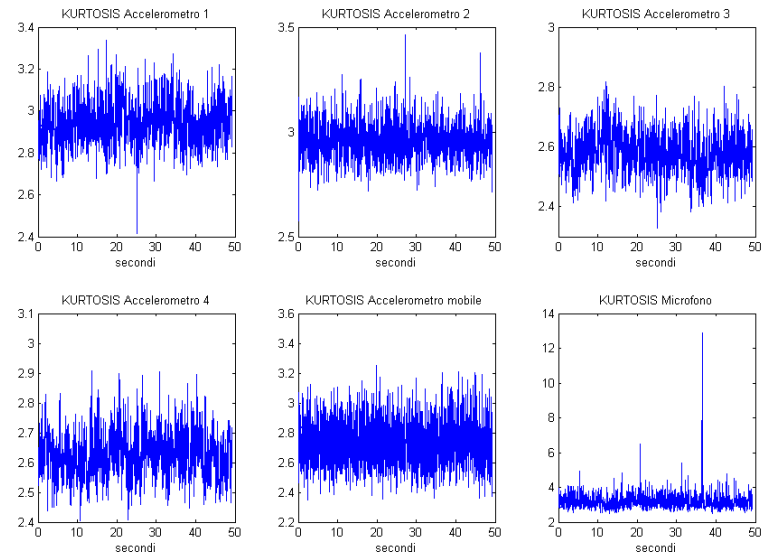 KURTOSIS Accelerometro 1
KURTOSIS Accelerometro 2
KURTOSIS Accelerometro 3
3.4
3.2
3
2.8
2.6
2.4
0 10 20 30 40 50
secondi
3.5
3
2.5
0 10 20 30 40 50
secondi
3
2.8
2.6
2.4
0 10 20 30 40 50
secondi
KURTOSIS Accelerometro 4
KURTOSIS Accelerometro mobile
KURTOSIS Microfono
3.1
3
2.9
2.8
2.7
2.6
2.5
2.4
0 10 20 30 40 50
secondi
3.6
3.4
3.2
3
2.8
2.6
2.4
2.2
0 10 20 30 40 50
secondi
14
12
10
8
6
4
2
0 10 20 30 40 50
secondi